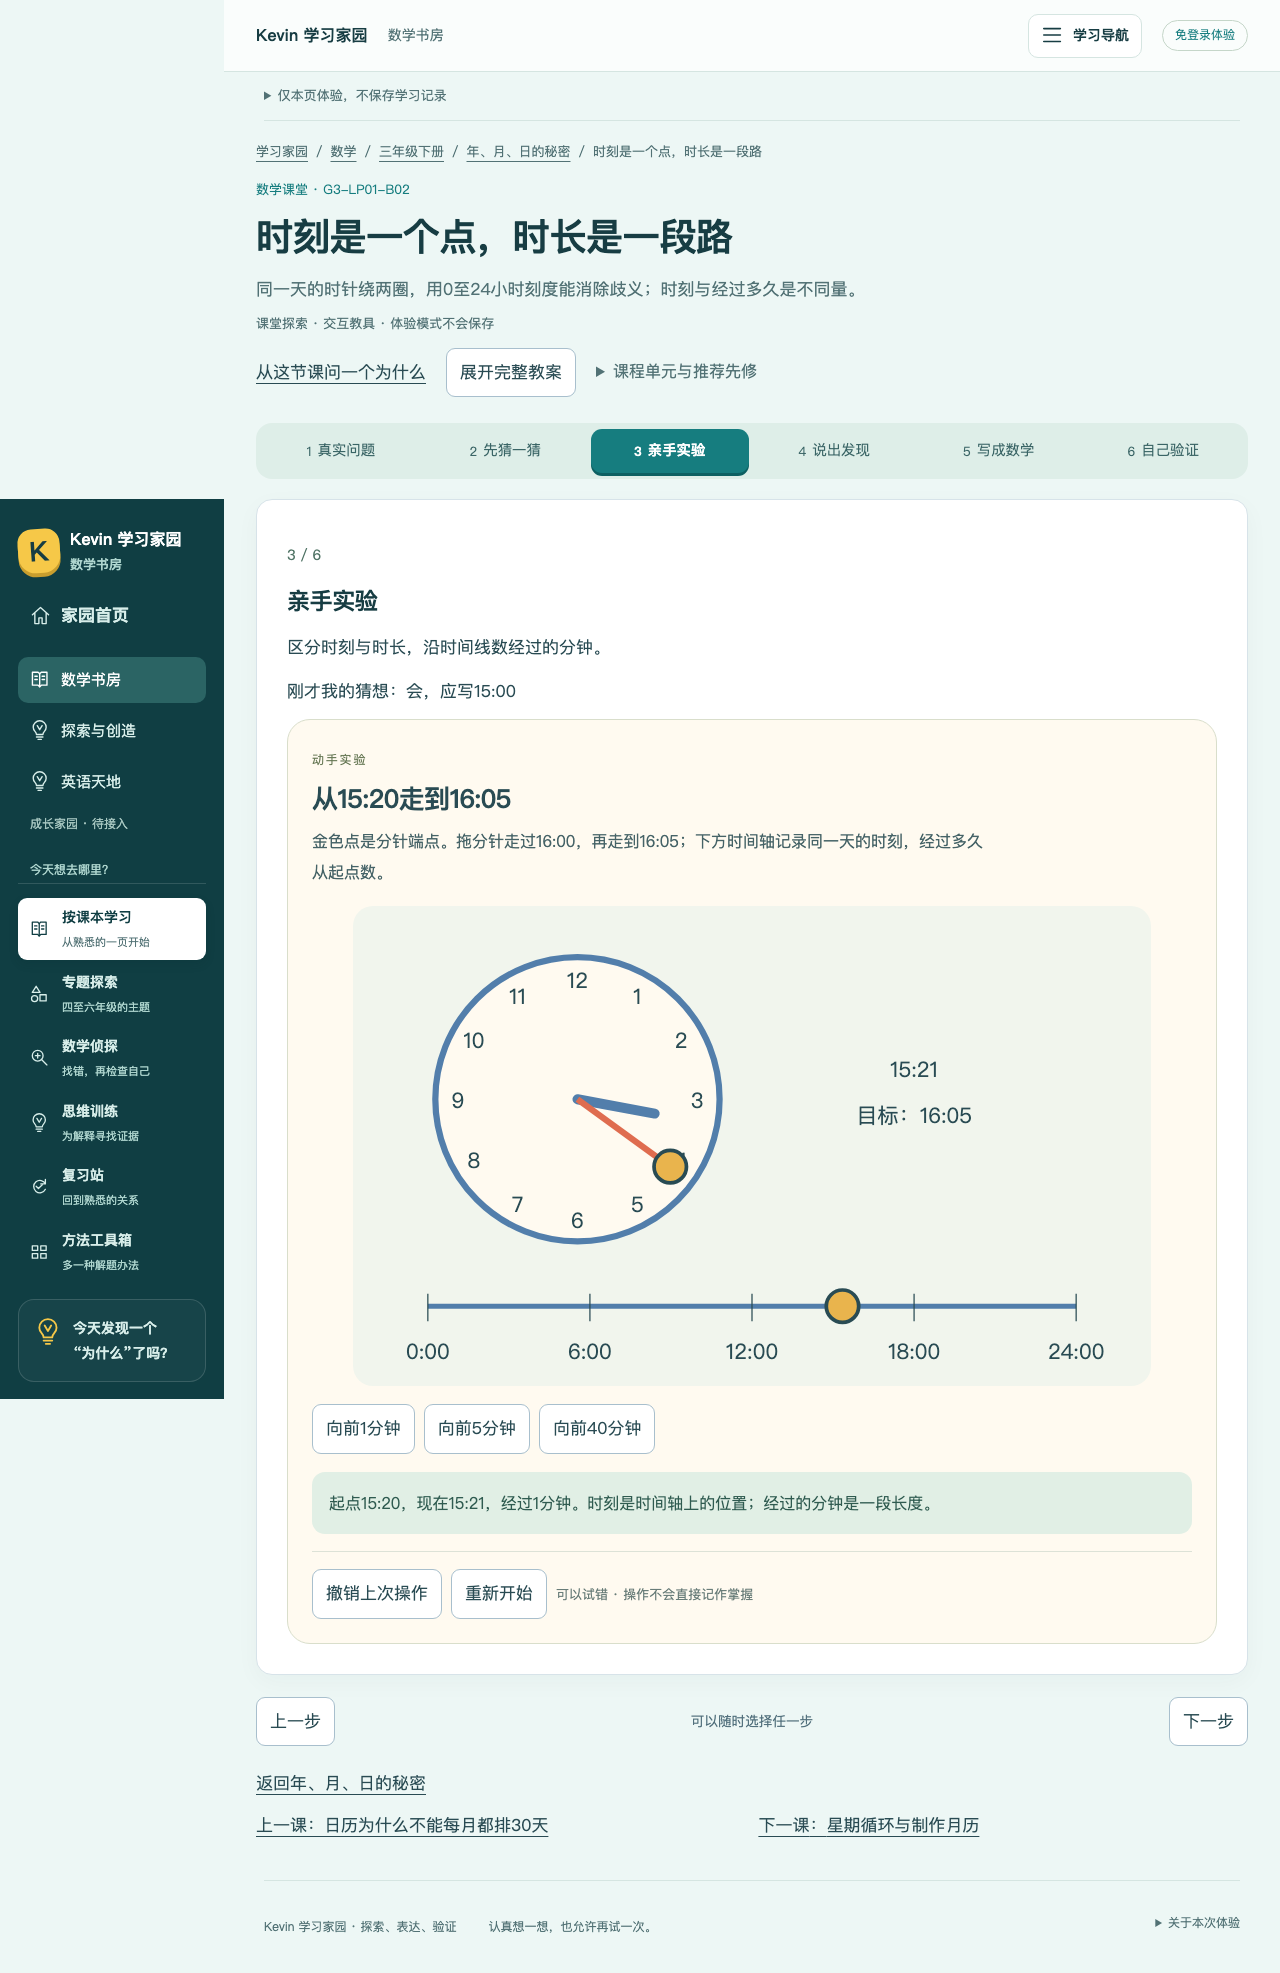 Kevin 学习家园 数学书房 学习导航 免登录体验
仅本页体验，不保存学习记录
学习家园 / 数学 / 三年级下册 / 年、月、日的秘密 / 时刻是一个点，时长是一段路
数学课堂 · G3-LP01-B02
时刻是一个点，时长是一段路
同一天的时针绕两圈，用0至24小时刻度能消除歧义；时刻与经过多久是不同量。
课堂探索 · 交互教具 · 体验模式不会保存
从这节课问一个为什么 展开完整教案 课程单元与推荐先修
1 真实问题 2 先猜一猜 3 亲手实验 4 说出发现 5 写成数学 6 自己验证
K
Kevin 学习家园
数学书房
家园首页
数学书房
探索与创造
英语天地
成长家园 · 待接入
今天想去哪里？
按课本学习
从熟悉的一页开始
专题探索
四至六年级的主题
数学侦探
找错，再检查自己
思维训练
为解释寻找证据
复习站
回到熟悉的关系
方法工具箱
多一种解题办法
今天发现一个
“为什么”了吗？
3 / 6
亲手实验
区分时刻与时长，沿时间线数经过的分钟。
刚才我的猜想：会，应写15:00
动手实验
从15:20走到16:05
金色点是分针端点。拖分针走过16:00，再走到16:05；下方时间轴记录同一天的时刻，经过多久
从起点数。
12
11 1
10 2
9 3
8
7 5
6
15:21
目标：16:05
0:00 6:00 12:00 18:00 24:00
向前1分钟 向前5分钟 向前40分钟
起点15:20，现在15:21，经过1分钟。时刻是时间轴上的位置；经过的分钟是一段长度。
撤销上次操作 重新开始 可以试错 · 操作不会直接记作掌握
上一步 可以随时选择任一步 下一步
返回年、月、日的秘密
上一课：日历为什么不能每月都排30天 下一课：星期循环与制作月历
Kevin 学习家园 · 探索、表达、验证 认真想一想，也允许再试一次。 关于本次体验